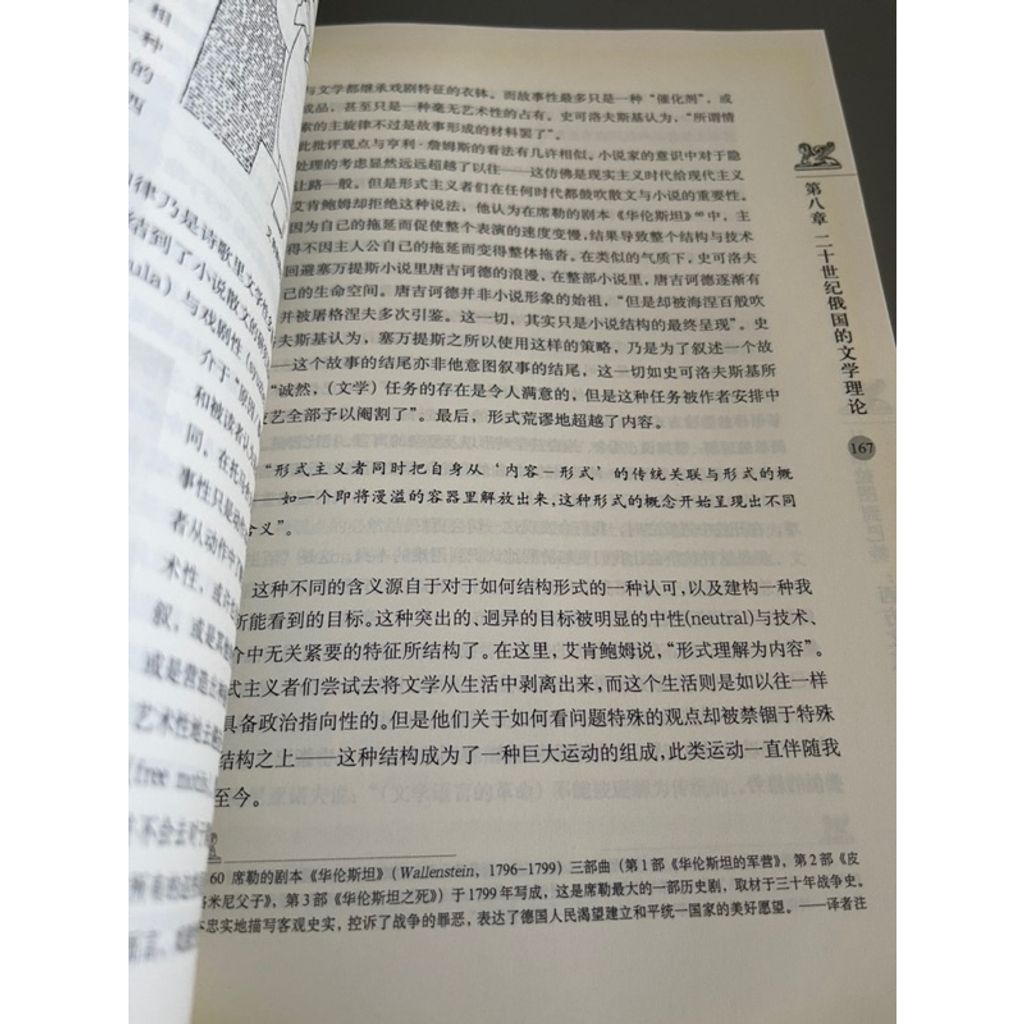 相
种
的
四
与文学都继承戏剧特征的衣钵。而故事性最多只是一种“催化剂”，或
成品，甚至只是一种毫无艺术性的占有。史可洛夫斯基认为，“所谓情
索的主旋律不过是故事形成的材料罢了”。
此批评观点与亨利·詹姆斯的看法有几许相似。小说家的意识中对于隐
处理的考虑显然远远超越了以往——这仿佛是现实主义时代给现代主义
让路一般。但是形式主义者们在任何时代都鼓吹散文与小说的重要性。
艾肯鲍姆却拒绝这种说法，他认为在席勒的剧本《华伦斯坦》60中，主
因为自己的拖延而促使整个表演的速度变慢，结果导致整个结构与技术
得不因主人公自己的拖延而变得整体拖沓。在类似的气质下，史可洛夫
回避塞万提斯小说里唐吉诃德的浪漫，在整部小说里，唐吉诃德逐渐有
己的生命空间。唐吉诃德并非小说形象的始祖，“但是却被海涅百般吹
并被屠格涅夫多次引鉴。这一切，其实只是小说结构的最终呈现”。史
夫斯基认为，塞万提斯之所以使用这样的策略，乃是为了叙述一个故
——这个故事的结尾亦非他意图叙事的结尾，这一切如史可洛夫斯基所
“诚然，（文学）任务的存在是令人满意的，但是这种任务被作者安排中
艺全部予以阉割了”。最后，形式荒谬地超越了内容。
“形式主义者同时把自身从‘内容－形式’的传统关联与形式的概
——如一个即将漫溢的容器里解放出来，这种形式的概念开始呈现出不同
含义”。
这种不同的含义源自于对于如何结构形式的一种认可，以及建构一种我
所能看到的目标。这种突出的、迥异的目标被明显的中性(neutral)与技术、
介中无关紧要的特征所结构了。在这里，艾肯鲍姆说，“形式理解为内容”。
式主义者们尝试去将文学从生活中剥离出来，而这个生活则是如以往一样
具备政治指向性的。但是他们关于如何看问题特殊的观点却被禁锢于特殊
结构之上——这种结构成为了一种巨大运动的组成，此类运动一直伴随我
至今。
60 席勒的剧本《华伦斯坦》（Wallenstein，1796-1799）三部曲（第1部《华伦斯坦的军营》，第2部《皮
洛米尼父子》，第3部《华伦斯坦之死》）于1799年写成，这是席勒最大的一部历史剧，取材于三十年战争史。
忠实地描写客观史实，控诉了战争的罪恶，表达了德国人民渴望建立和平统一国家的美好愿望。——译者注
第八章 二十世纪俄国的文学理论
167